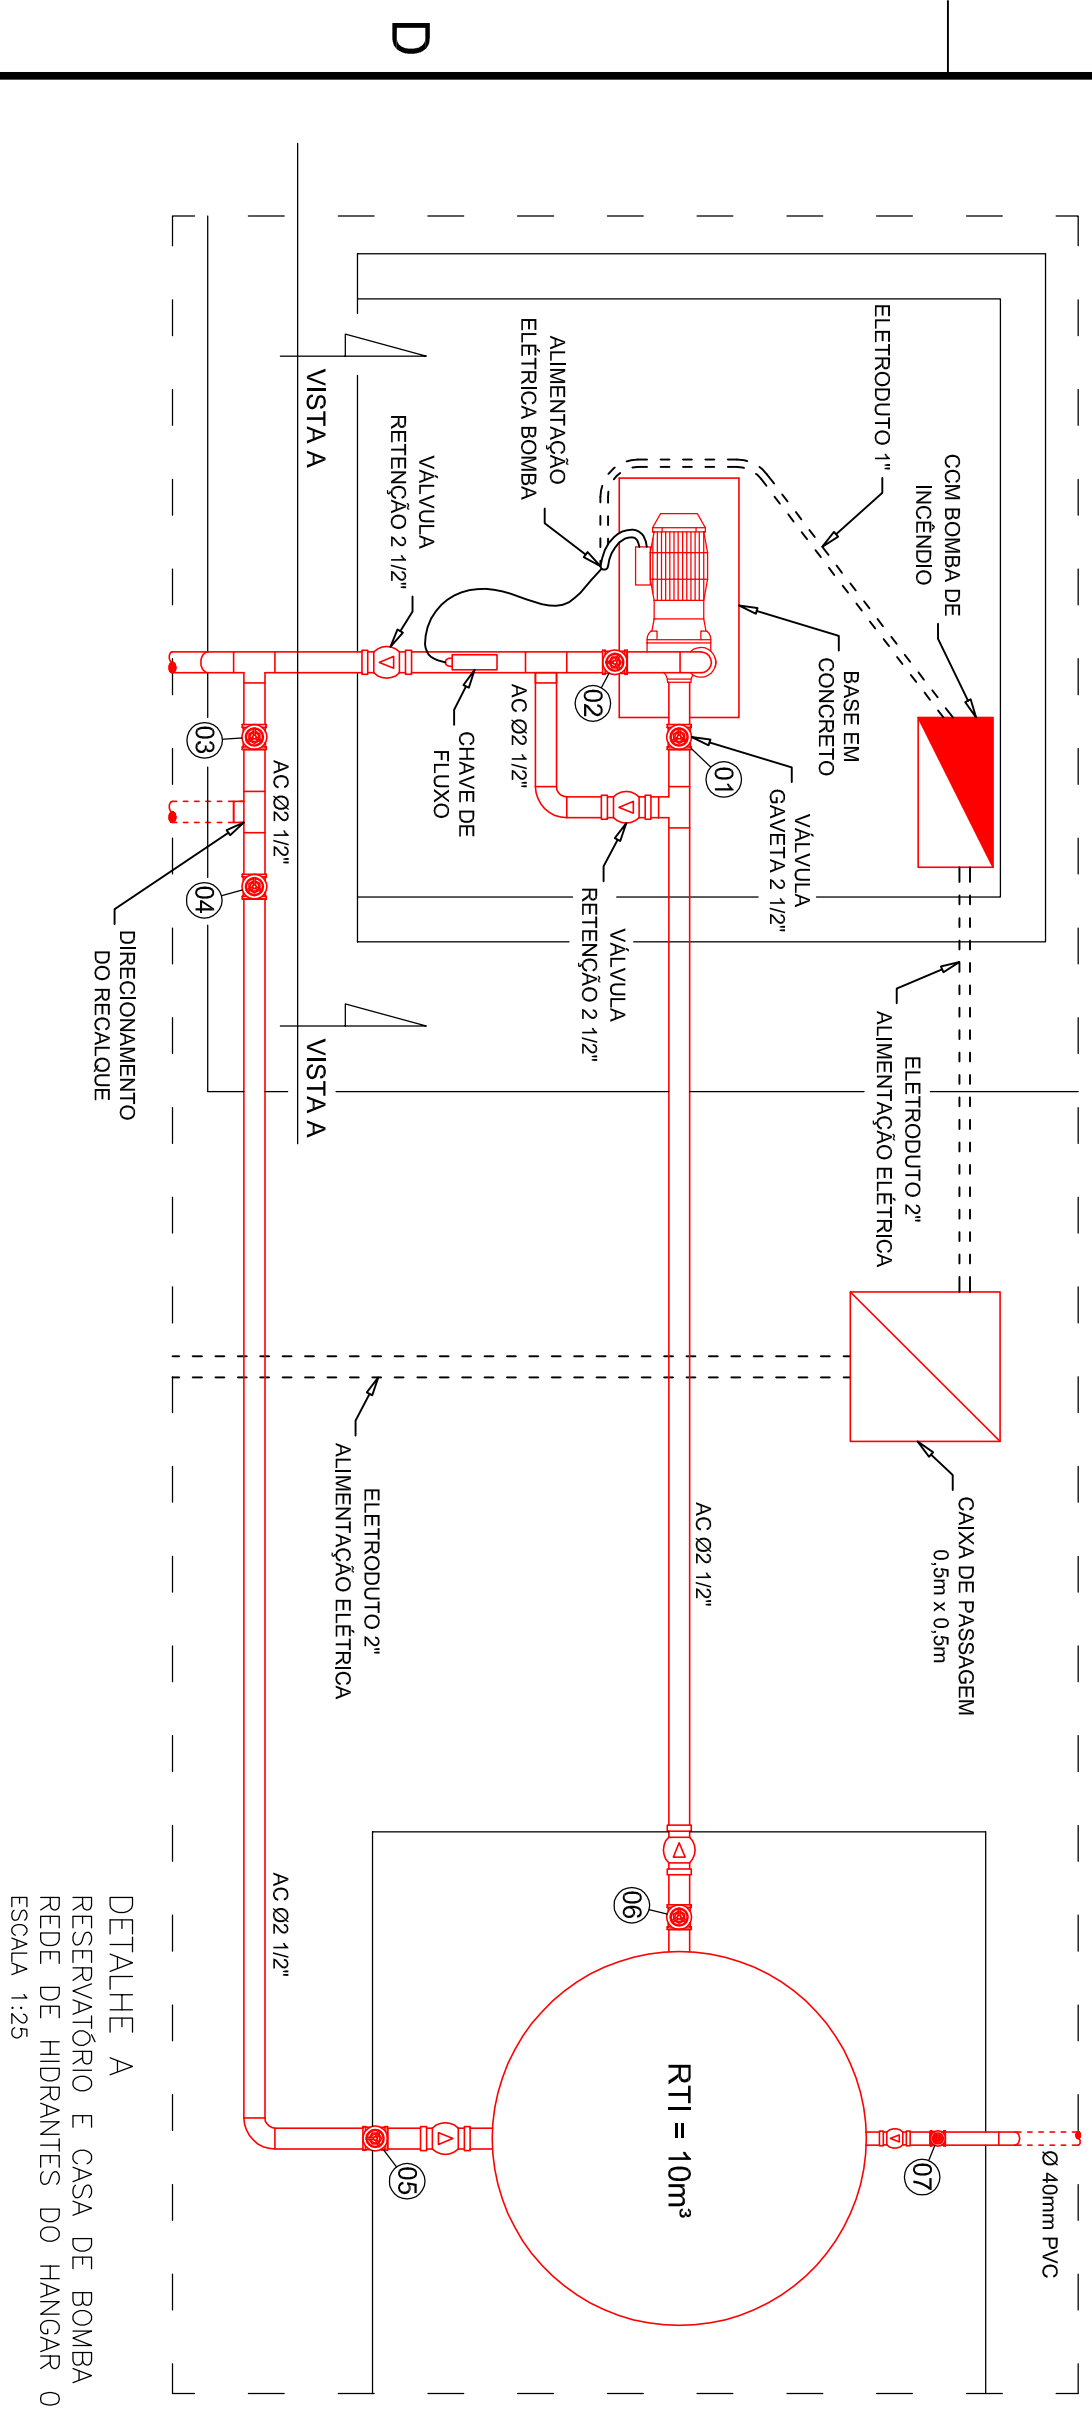 D
ELETRODUTO 1"
CCM BOMBA DE
INCÊNDIO
ALIMENTAÇÃO
ELÉTRICA BOMBA
VISTA A
VÁLVULA
RETENÇÃO 2 1/2"
BASE EM
CONCRETO
02
01
03
04
AC Ø2 1/2"
AC Ø2 1/2"
CHAVE DE
FLUXO
VÁLVULA
GAVETA 2 1/2"
VÁLVULA
RETENÇÃO 2 1/2"
DIRECIONAMENTO
DO RECALQUE
VISTA A
ELETRODUTO 2"
ALIMENTAÇÃO ELÉTRICA
ELETRODUTO 2"
ALIMENTAÇÃO ELÉTRICA
CAIXA DE PASSAGEM
0,5m x 0,5m
AC Ø2 1/2"
AC Ø2 1/2"
06
05
07
RTI = 10m³
Ø 40mm PVC
DETALHE A
RESERVATÓRIO E CASA DE BOMBA
REDE DE HIDRANTES DO HANGAR 0
ESCALA 1:25